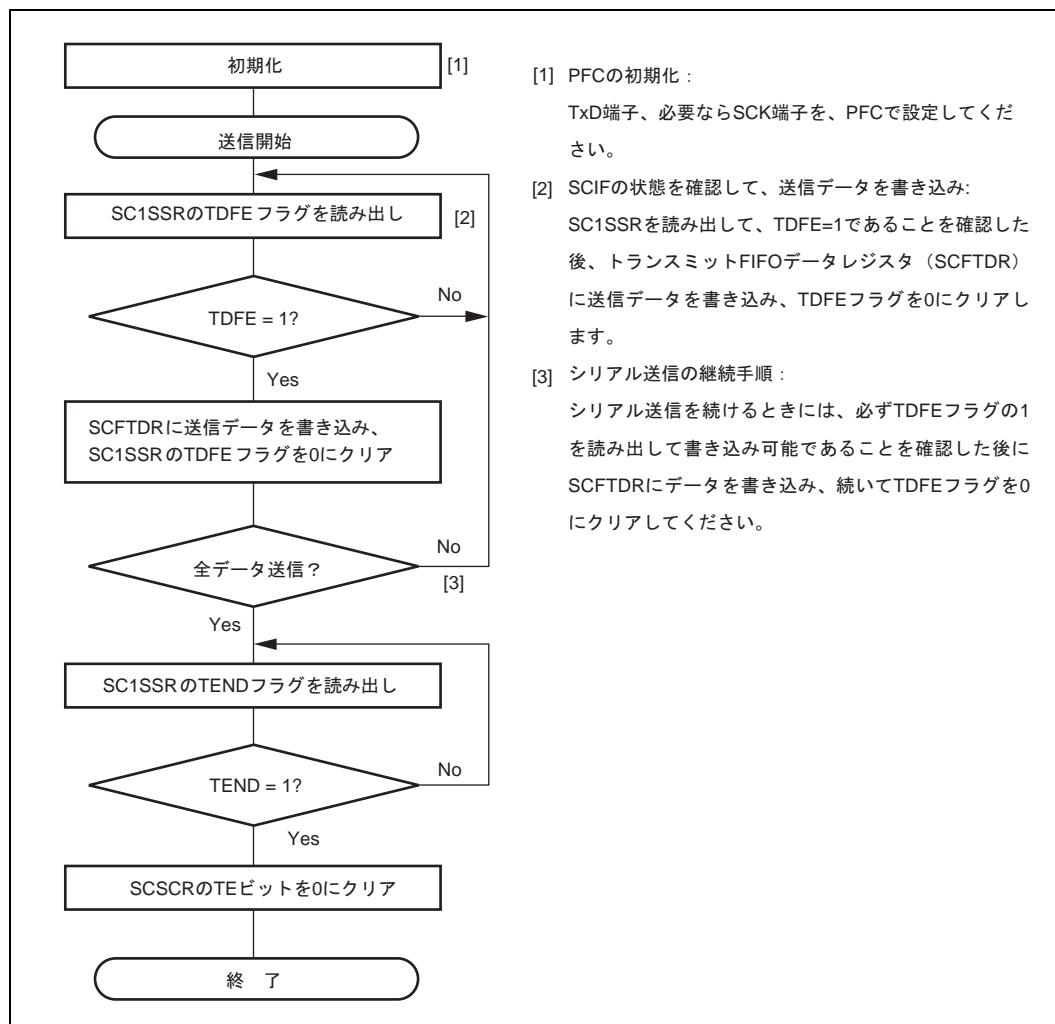 初期化
[1]
送信開始
SC1SSRのTDFEフラグを読み出し
[2]
TDFE = 1?
No
Yes
SCFTDRに送信データを書き込み、
SC1SSRのTDFEフラグを0にクリア
全データ送信？
No
[3]
Yes
SC1SSRのTENDフラグを読み出し
TEND = 1?
No
Yes
SCSCRのTEビットを0にクリア
終 了
[1] PFCの初期化：
TxD端子、必要ならSCK端子を、PFCで設定してくだ
さい。
[2] SCIFの状態を確認して、送信データを書き込み:
SC1SSRを読み出して、TDFE=1であることを確認した
後、トランスミットFIFOデータレジスタ（SCFTDR）
に送信データを書き込み、TDFEフラグを0にクリアし
ます。
[3] シリアル送信の継続手順：
シリアル送信を続けるときには、必ずTDFEフラグの1
を読み出して書き込み可能であることを確認した後に
SCFTDRにデータを書き込み、続いてTDFEフラグを0
にクリアしてください。